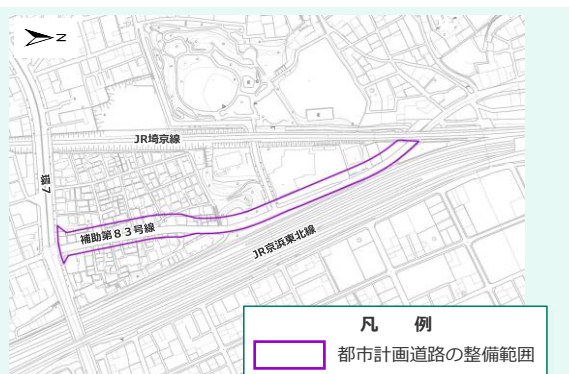 N
JR埼京線
環7
補助第83号線
JR京浜東北線
凡 例
都市計画道路の整備範囲